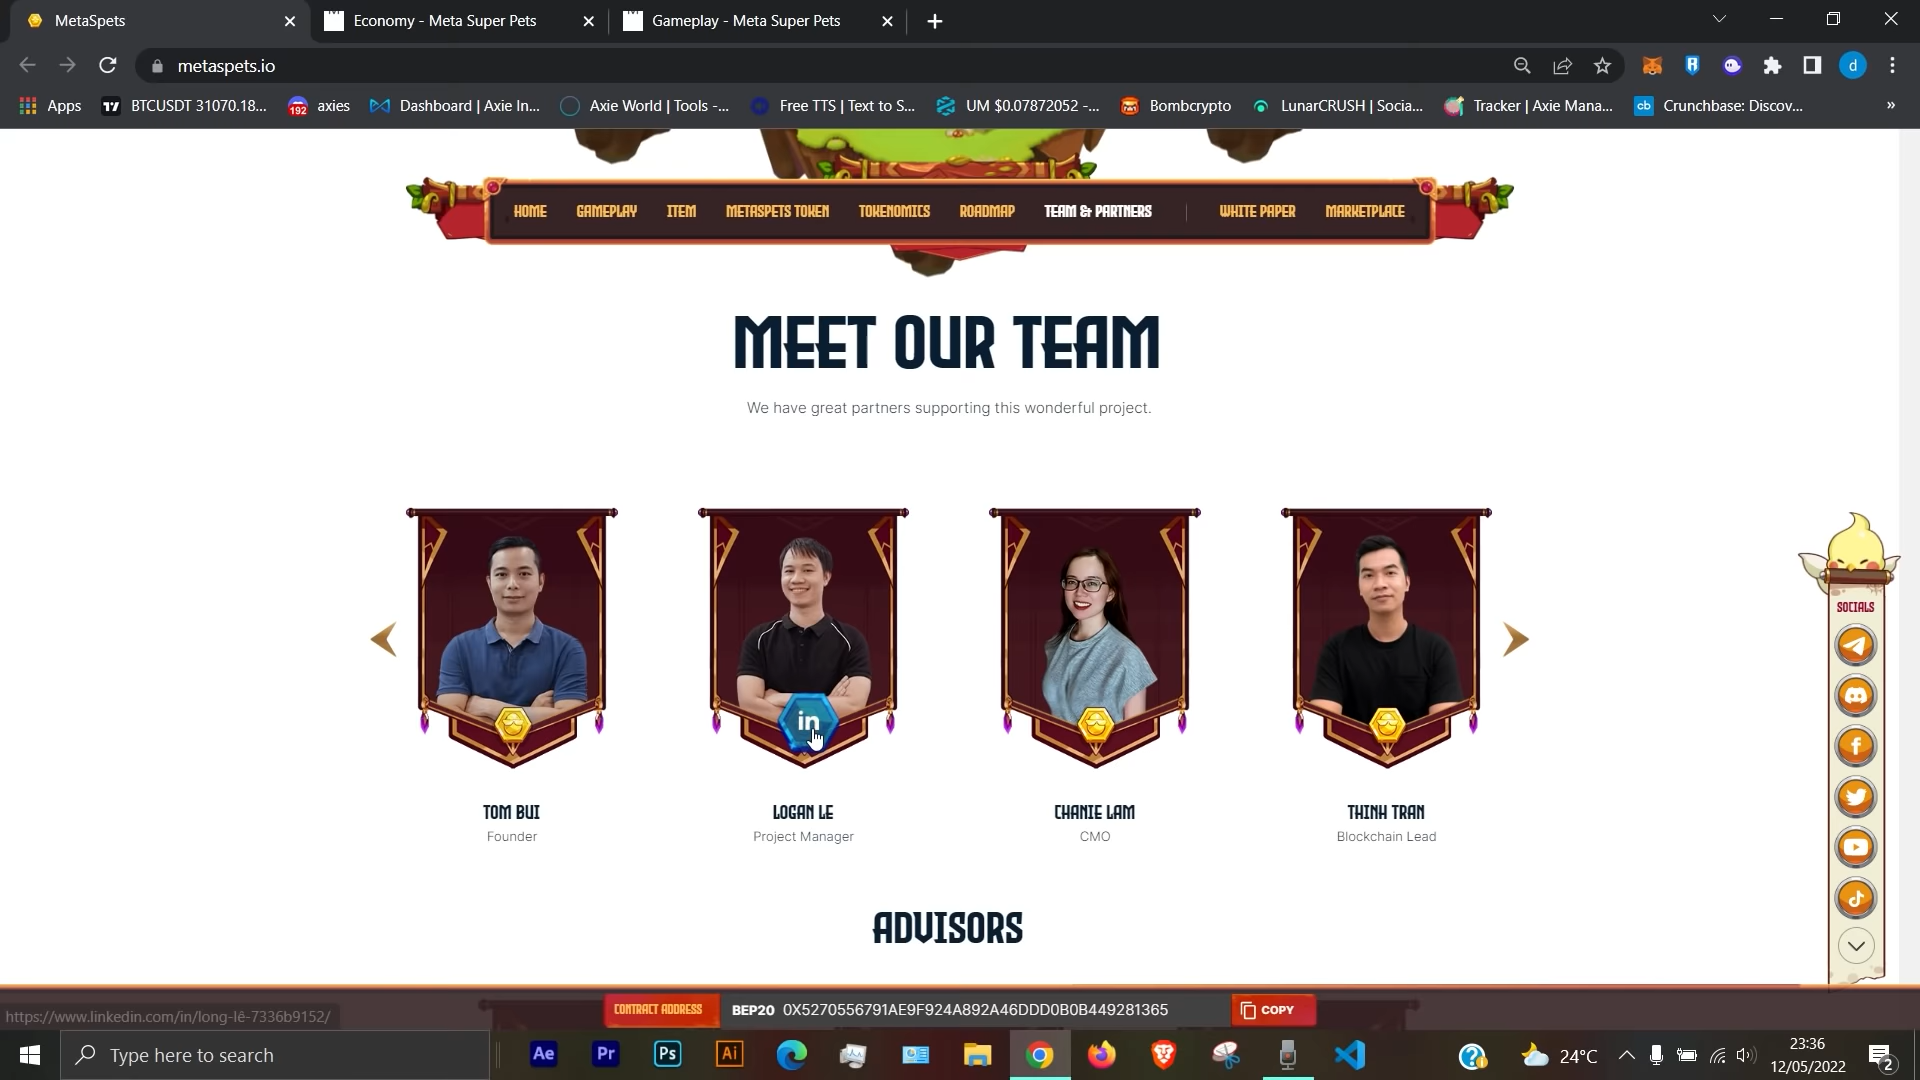 MetaSpets
Economy - Meta Super Pets
Gameplay - Meta Super Pets
metaspets.io
d
Apps
BTCUSDT 31070.18...
192
axies
Dashboard | Axie In...
Axie World | Tools -...
Free TTS | Text to S...
UM $0.07872052 -...
Bombcrypto
LunarCRUSH | Socia...
Tracker | Axie Mana...
cb
Crunchbase: Discov...
»
HOME
GAMEPLAY
ITEM
METASPETS TOKEN
TOKENOMICS
ROADMAP
TEAM & PARTNERS
WHITE PAPER
MARKETPLACE
MEET OUR TEAM
We have great partners supporting this wonderful project.
in
SOCIALS
TOM BUI
Founder
LOGAN LE
Project Manager
CHANIE LAM
CMO
THINH TRAN
Blockchain Lead
ADVISORS
https://www.linkedin.com/in/long-lê-7336b9152/
CONTRACT ADDRESS
BEP20 0X5270556791AE9F924A892A46DDD0B0B449281365
COPY
Type here to search
Ae
Pr
Ps
Ai
24°C
23:36
12/05/2022
2